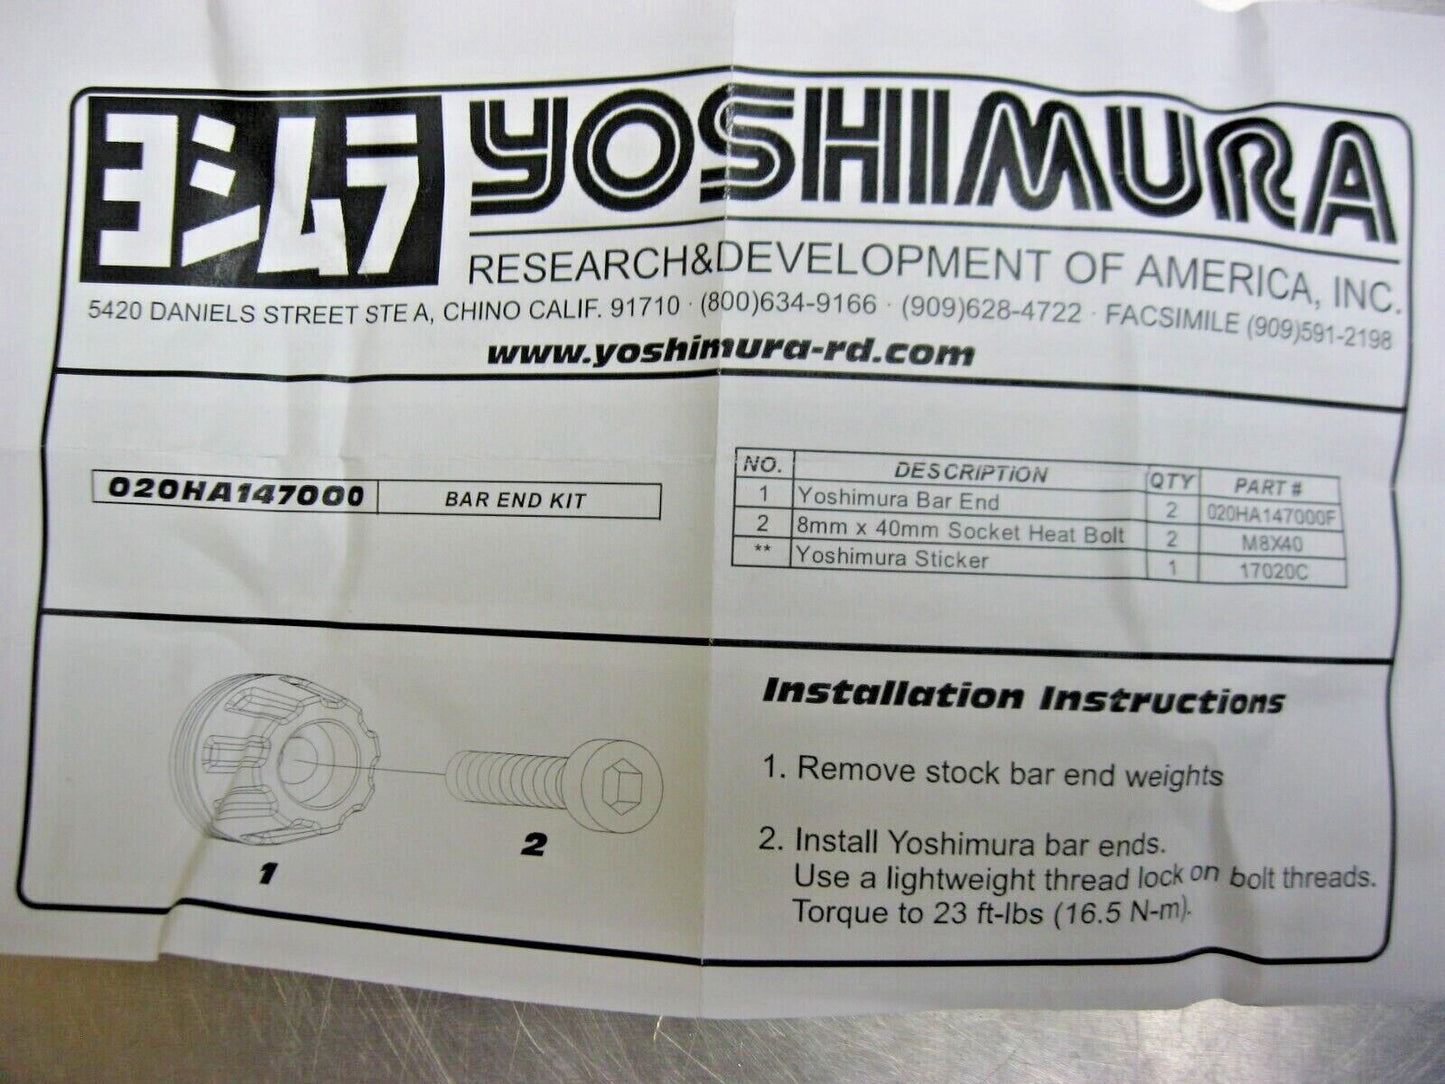 ヨシムラ YOSHIMURA
RESEARCH&DEVELOPMENT OF AMERICA, INC.
5420 DANIELS STREET STE A, CHINO CALIF. 91710 · (800)634-9166 · (909)628-4722 · FACSIMILE (909)591-2198
www.yoshimura-rd.com
020HA147000 BAR END KIT
NO. DESCRIPTION QTY PART #
1 Yoshimura Bar End 2 020HA147000F
2 8mm x 40mm Socket Heat Bolt 2 M8X40
** Yoshimura Sticker 1 17020C
1
2
Installation Instructions
1. Remove stock bar end weights
2. Install Yoshimura bar ends.
Use a lightweight thread lock on bolt threads.
Torque to 23 ft-lbs (16.5 N-m).